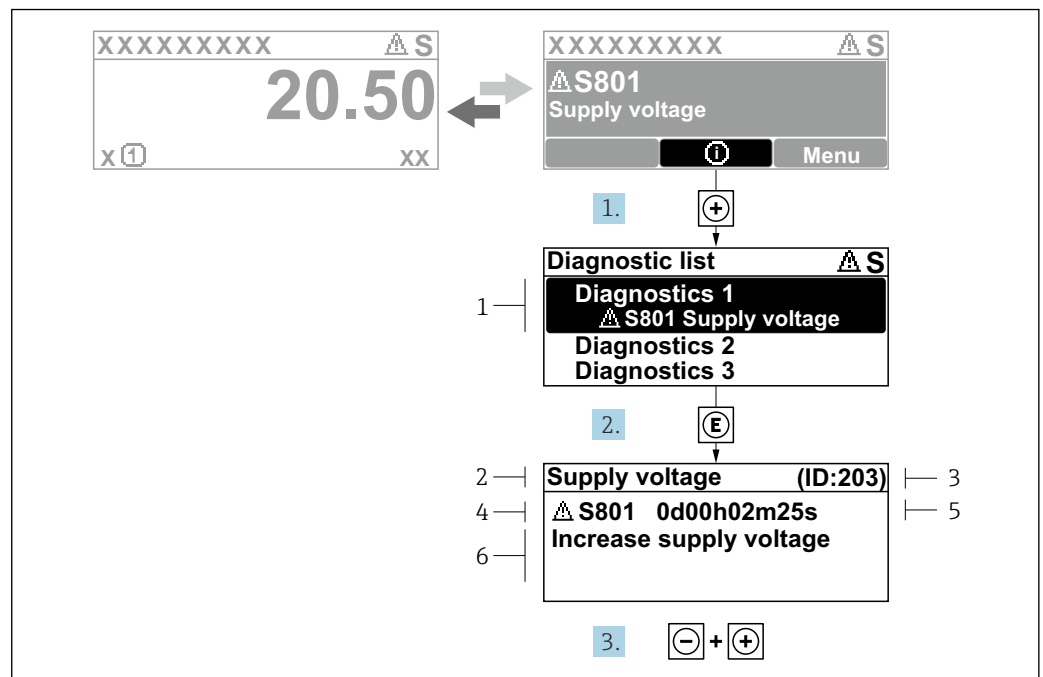 XXXXXXXXX ⚠ S
20.50
x ① xx
XXXXXXXXX ⚠ S
⚠ S801
Supply voltage
ⓘ Menu
1. +
Diagnostic list ⚠ S
1 Diagnostics 1
⚠ S801 Supply voltage
Diagnostics 2
Diagnostics 3
2. E
2 Supply voltage (ID:203) 3
4 ⚠ S801 0d00h02m25s 5
6 Increase supply voltage
3. - + +